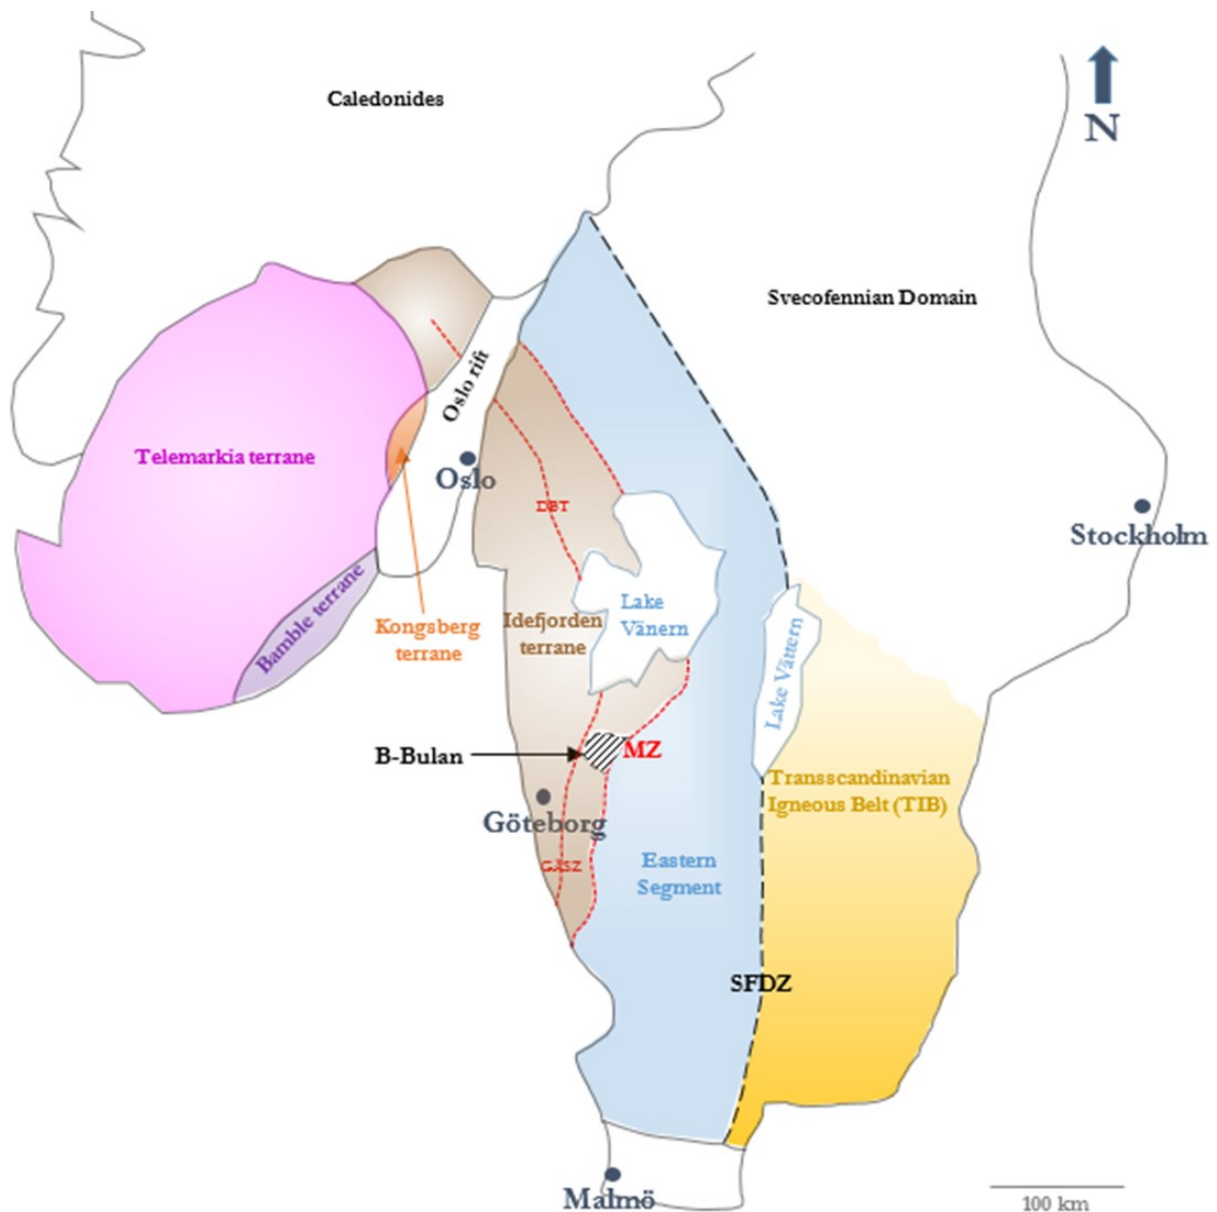 Caledonides
N
Svecofennian Domain
Oslo rift
Telemarkia terrane
Oslo
DBT
Stockholm
Bamble terrane
Kongsberg
terrane
Idefjorden
terrane
Lake
Vänern
Lake Vättern
B-Bulan
MZ
Transscandinavian
Igneous Belt (TIB)
Göteborg
GÄSZ
Eastern
Segment
SFDZ
Malmö
100 km